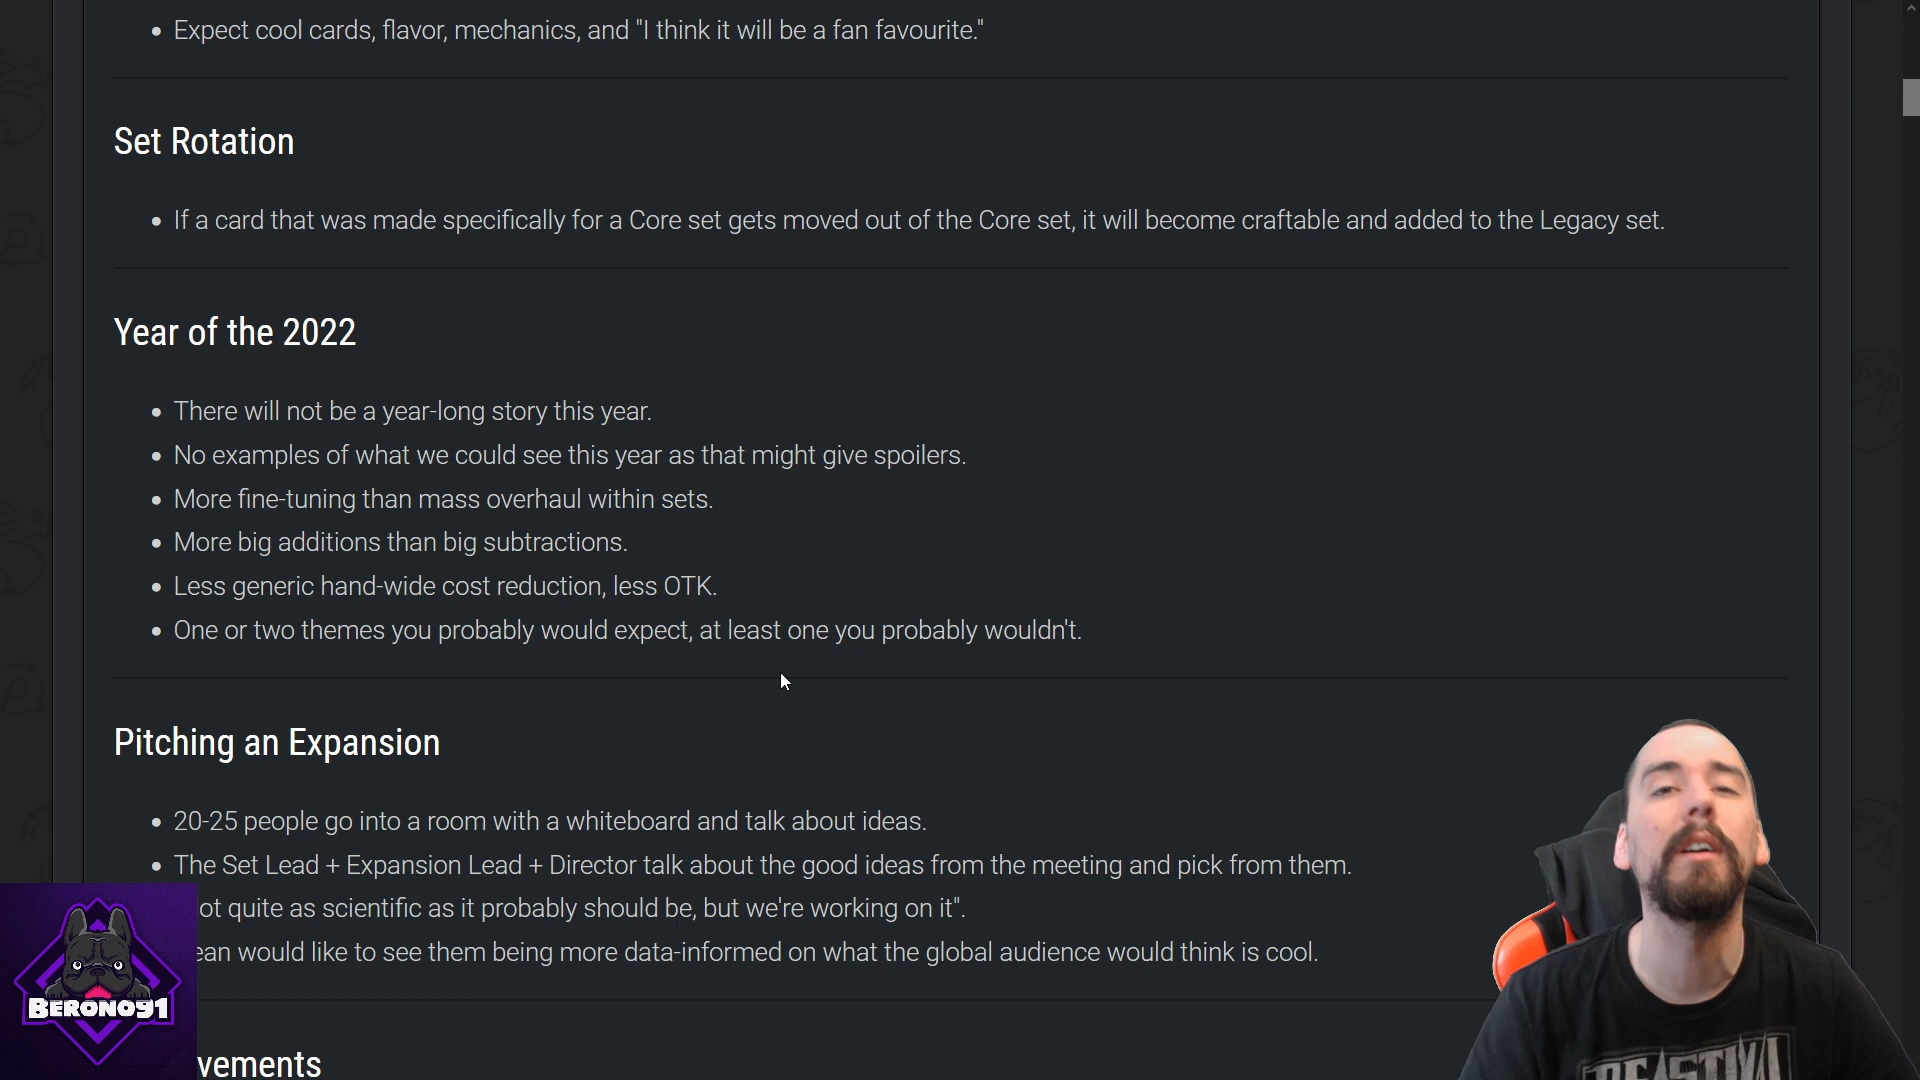 Expect cool cards, flavor, mechanics, and "I think it will be a fan favourite."
Set Rotation
If a card that was made specifically for a Core set gets moved out of the Core set, it will become craftable and added to the Legacy set.
Year of the 2022
There will not be a year-long story this year.
No examples of what we could see this year as that might give spoilers.
More fine-tuning than mass overhaul within sets.
More big additions than big subtractions.
Less generic hand-wide cost reduction, less OTK.
One or two themes you probably would expect, at least one you probably wouldn't.
Pitching an Expansion
20-25 people go into a room with a whiteboard and talk about ideas.
The Set Lead + Expansion Lead + Director talk about the good ideas from the meeting and pick from them.
ot quite as scientific as it probably should be, but we're working on it".
ean would like to see them being more data-informed on what the global audience would think is cool.
BERONO91
vements